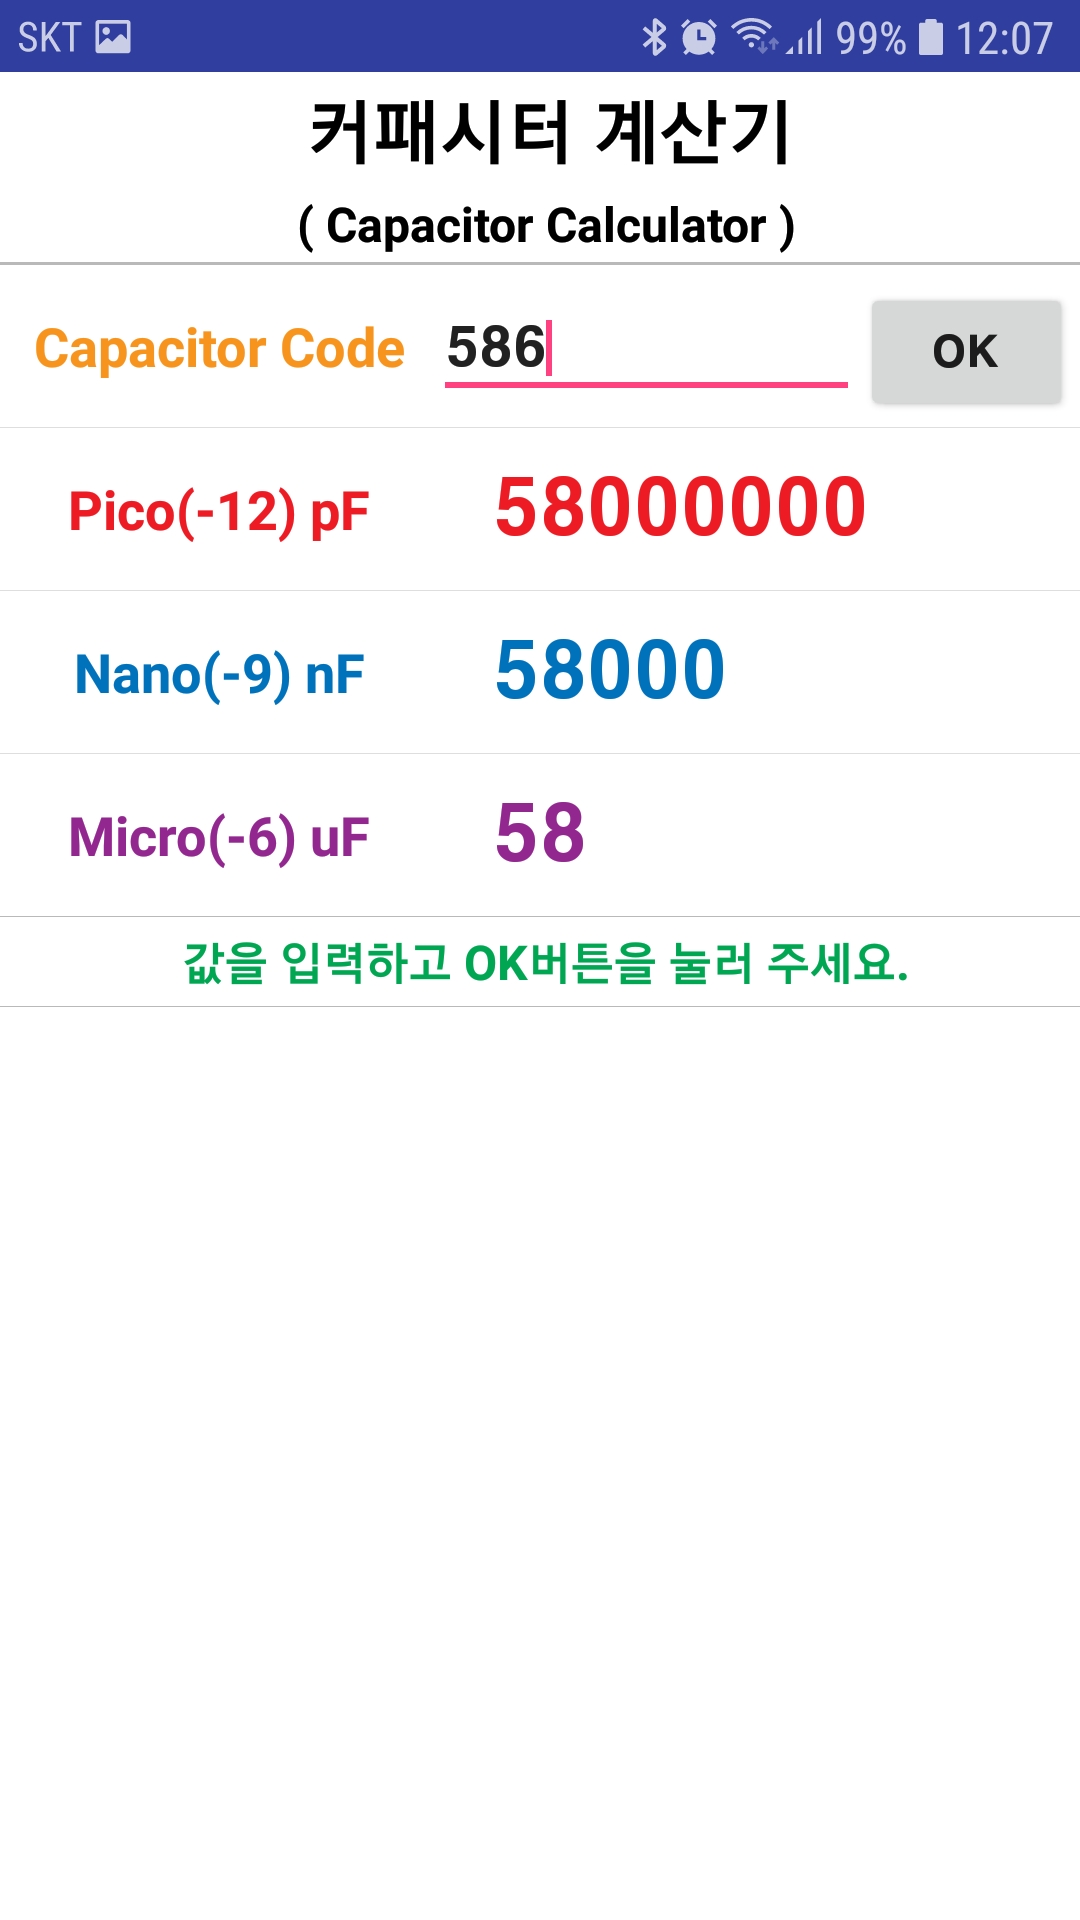 SKT 99% 12:07
커패시터 계산기
( Capacitor Calculator )
Capacitor Code 586 OK
Pico(-12) pF 58000000
Nano(-9) nF 58000
Micro(-6) uF 58
값을 입력하고 OK버튼을 눌러 주세요.